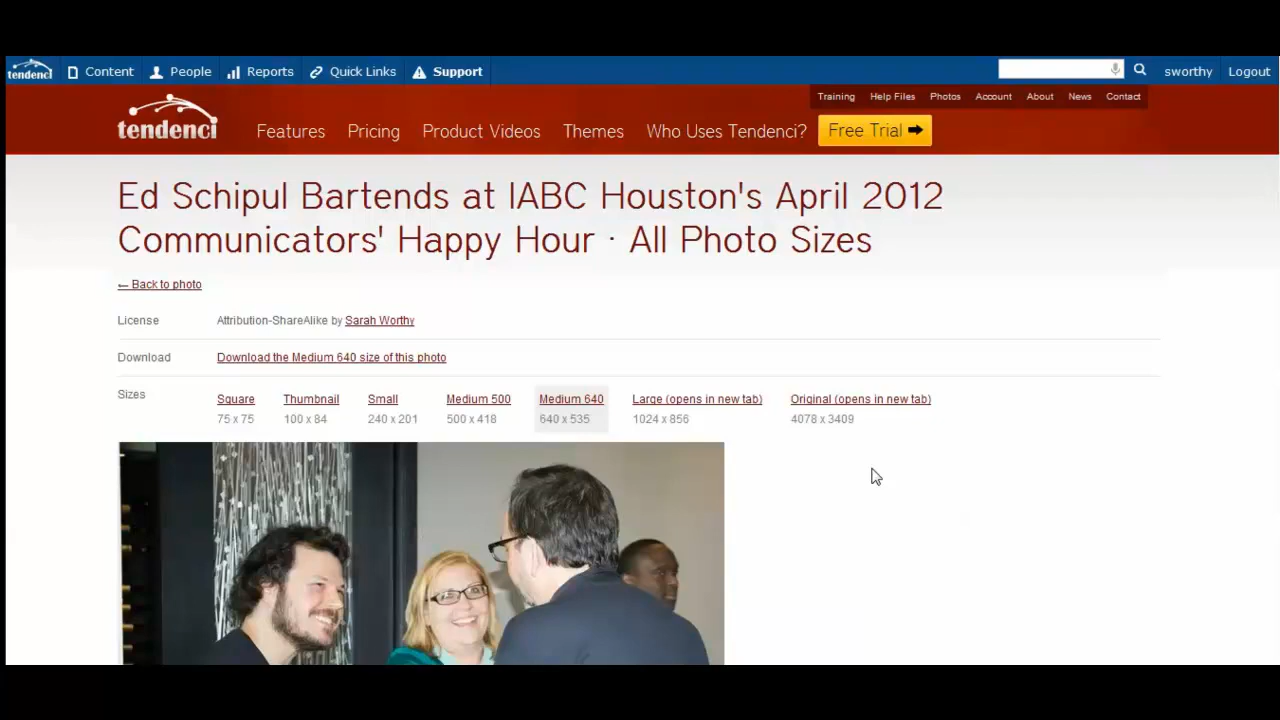 tendenci Content People Reports Quick Links Support sworthy Logout
Training Help Files Photos Account About News Contact
tendenci Features Pricing Product Videos Themes Who Uses Tendenci? Free Trial
Ed Schipul Bartends at IABC Houston's April 2012
Communicators' Happy Hour · All Photo Sizes
← Back to photo
License Attribution-ShareAlike by Sarah Worthy
Download Download the Medium 640 size of this photo
Sizes Square Thumbnail Small Medium 500 Medium 640 Large (opens in new tab) Original (opens in new tab)
75 x 75 100 x 84 240 x 201 500 x 418 640 x 535 1024 x 856 4078 x 3409